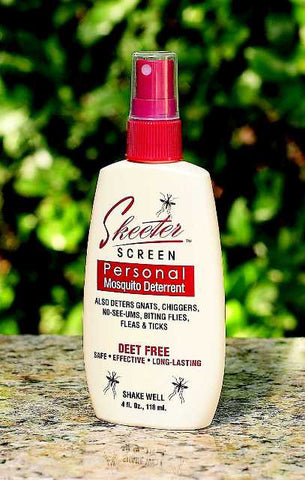 Skeeter™
SCREEN
Personal
Mosquito Deterrent
ALSO DETERS GNATS, CHIGGERS,
NO-SEE-UMS, BITING FLIES,
FLEAS & TICKS
DEET FREE
SAFE • EFFECTIVE • LONG-LASTING
SHAKE WELL
4 fl. Oz., 118 ml.